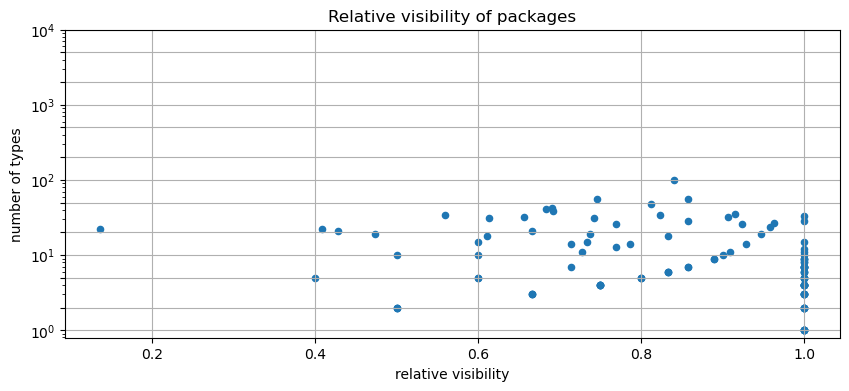 Relative visibility of packages
10^4
10^3
10^2
10^1
10^0
number of types
0.2 0.4 0.6 0.8 1.0
relative visibility